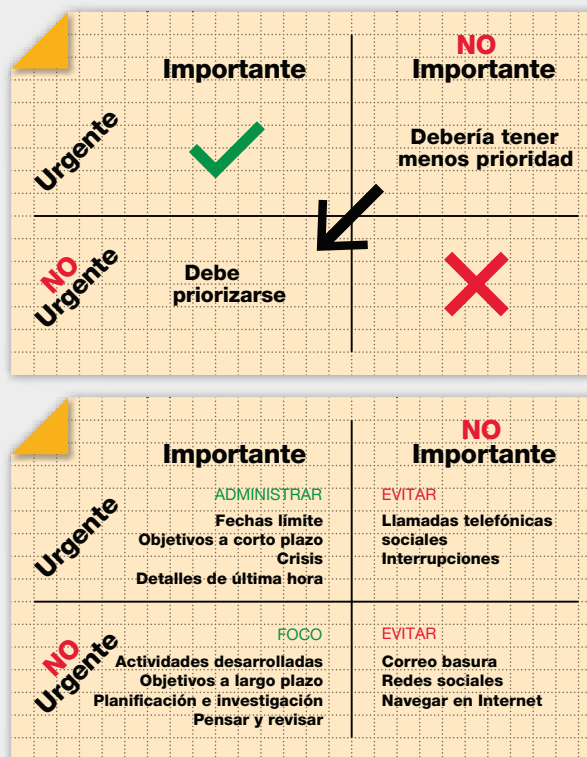 NO
Importante
Importante
Urgente
Debería tener
menos prioridad
NO
Urgente
Debe
priorizarse
NO
Importante
Importante
Urgente
ADMINISTRAR
Fechas límite
Objetivos a corto plazo
Crisis
Detalles de última hora
EVITAR
Llamadas telefónicas
sociales
Interrupciones
NO
Urgente
FOCO
Actividades desarrolladas
Objetivos a largo plazo
Planificación e investigación
Pensar y revisar
EVITAR
Correo basura
Redes sociales
Navegar en Internet